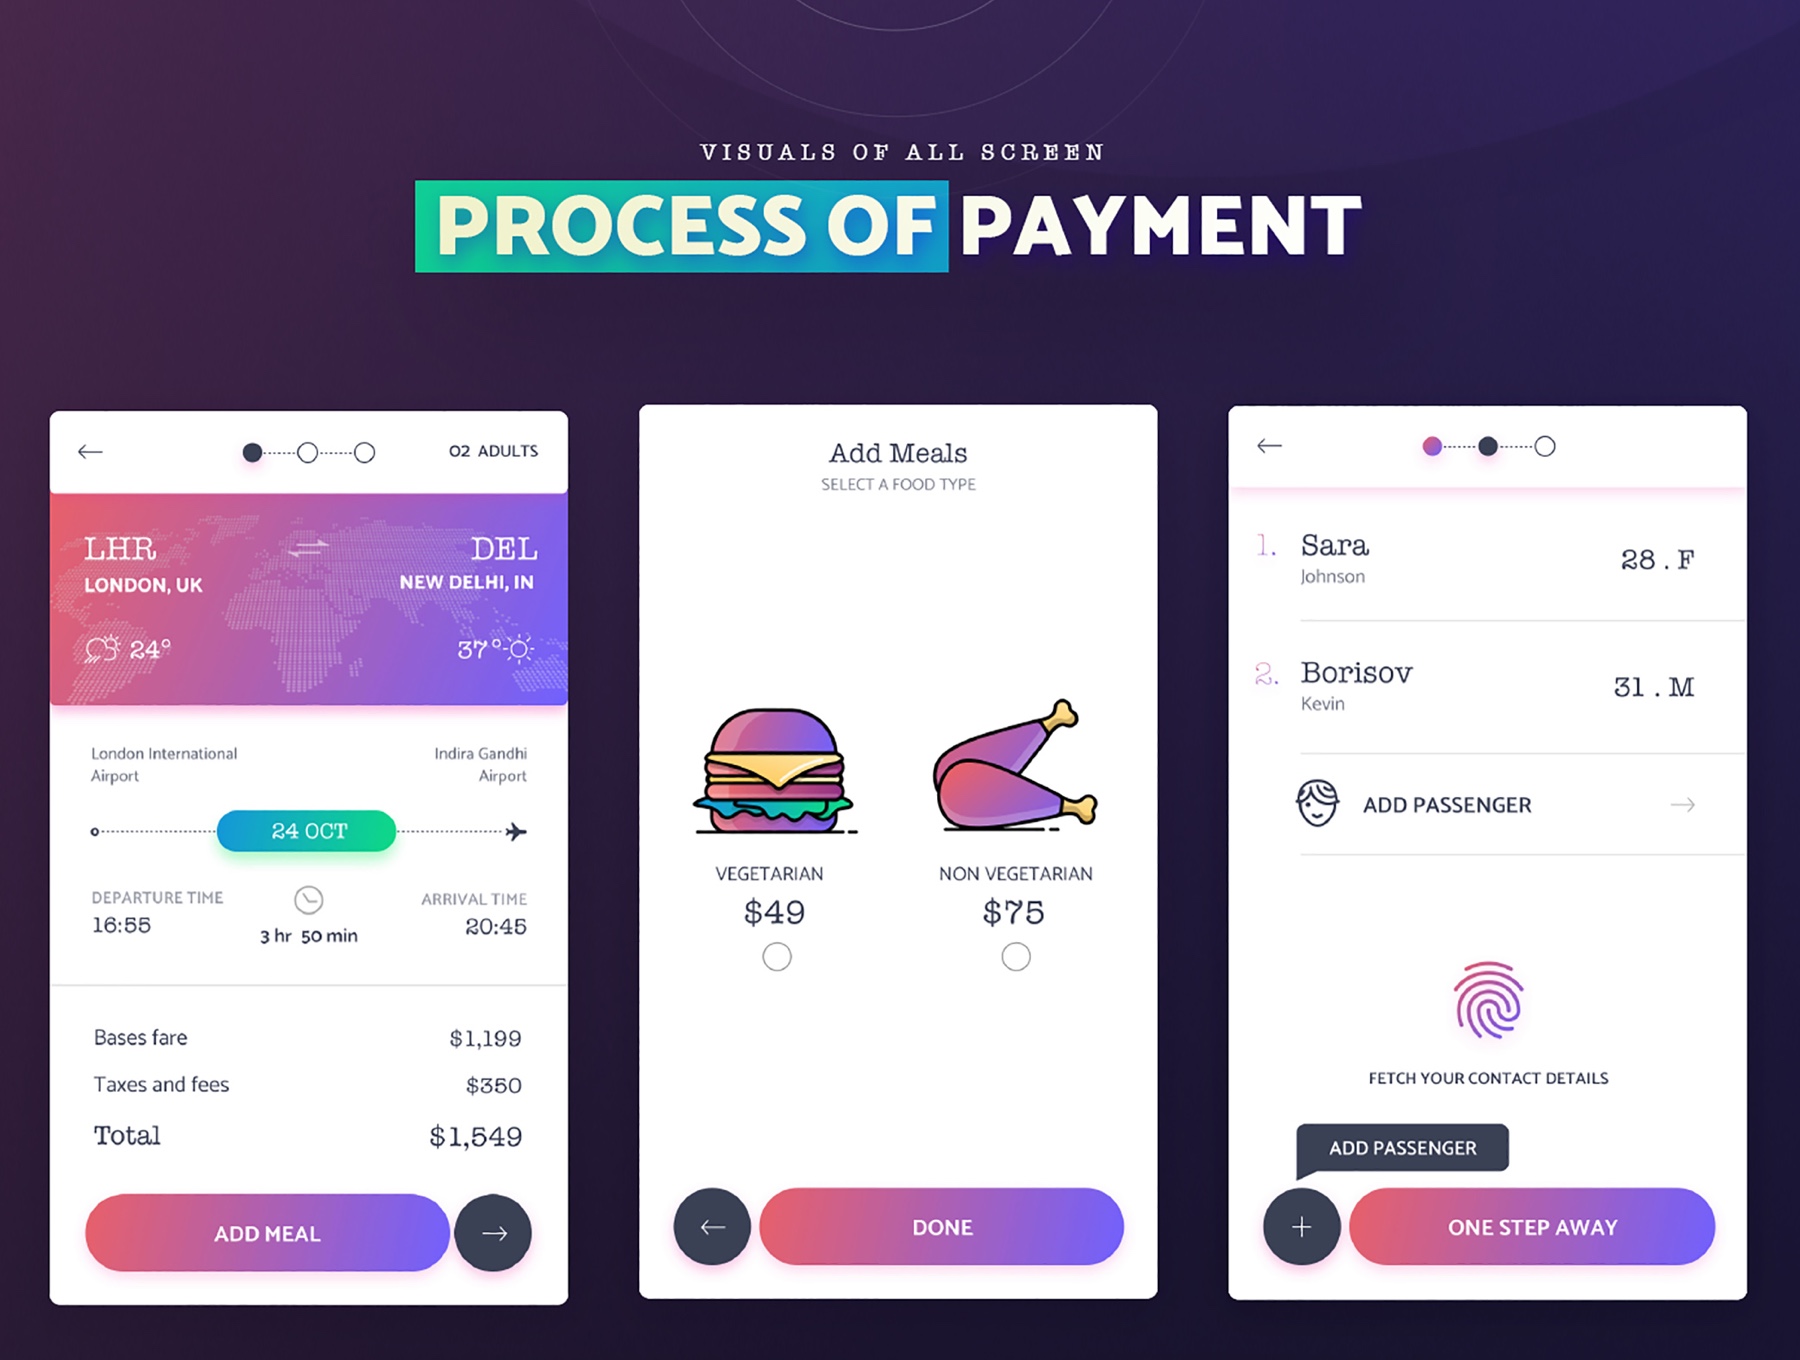 VISUALS OF ALL SCREEN
PROCESS OF PAYMENT
02 ADULTS
LHR
DEL
LONDON, UK
NEW DELHI, IN
24°
37°
London International
Airport
Indira Gandhi
Airport
24 OCT
DEPARTURE TIME
16:55
3 hr 50 min
ARRIVAL TIME
20:45
Bases fare
$1,199
Taxes and fees
$350
Total
$1,549
ADD MEAL
Add Meals
SELECT A FOOD TYPE
VEGETARIAN
$49
NON VEGETARIAN
$75
DONE
1. Sara
Johnson
28 . F
2. Borisov
Kevin
31 . M
ADD PASSENGER
FETCH YOUR CONTACT DETAILS
ADD PASSENGER
ONE STEP AWAY